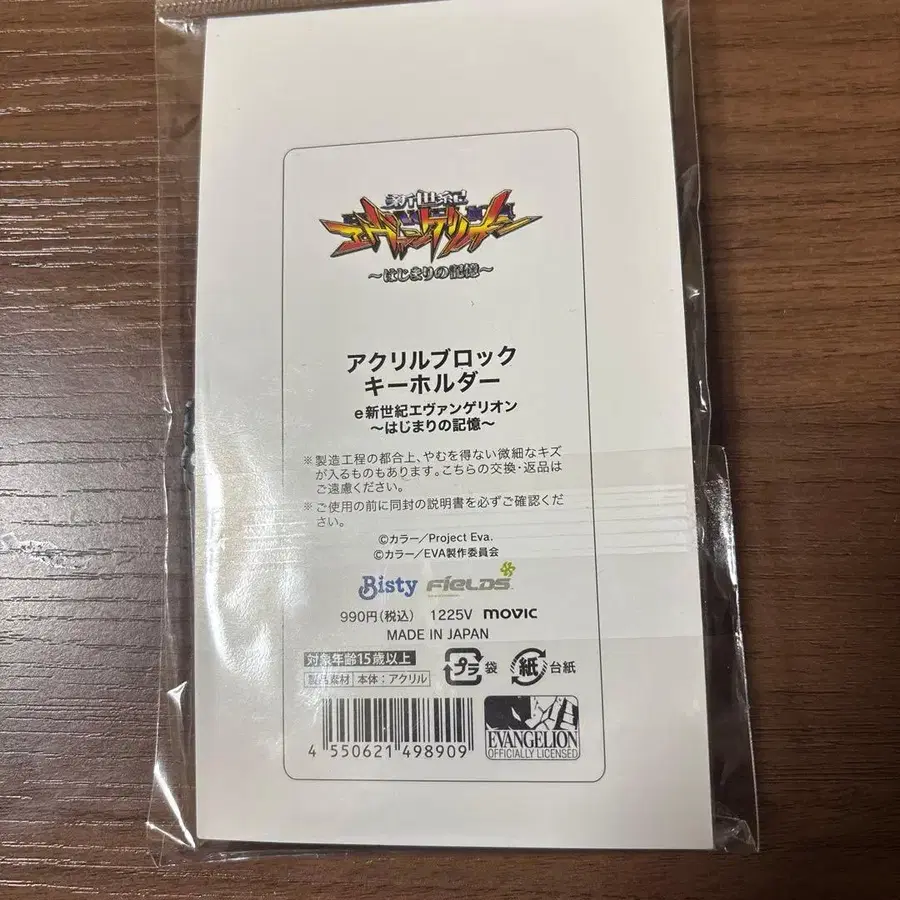 新世紀
エヴァンゲリオン
〜はじまりの記憶〜
アクリルブロック
キーホルダー
e新世紀エヴァンゲリオン
〜はじまりの記憶〜
※製造工程の都合上、やむを得ない微細なキズ
が入るものもあります。こちらの交換・返品は
ご遠慮ください。
※ご使用の前に同封の説明書を必ずご確認くだ
さい。
©カラー／Project Eva.
©カラー／EVA製作委員会
Bisty FIELDS
990円(税込) 1225V movic
MADE IN JAPAN
対象年齢15歳以上
プラ 袋 紙 台紙
製品素材 本体：アクリル
4 550621 498909
EVANGELION
OFFICIALLY LICENSED